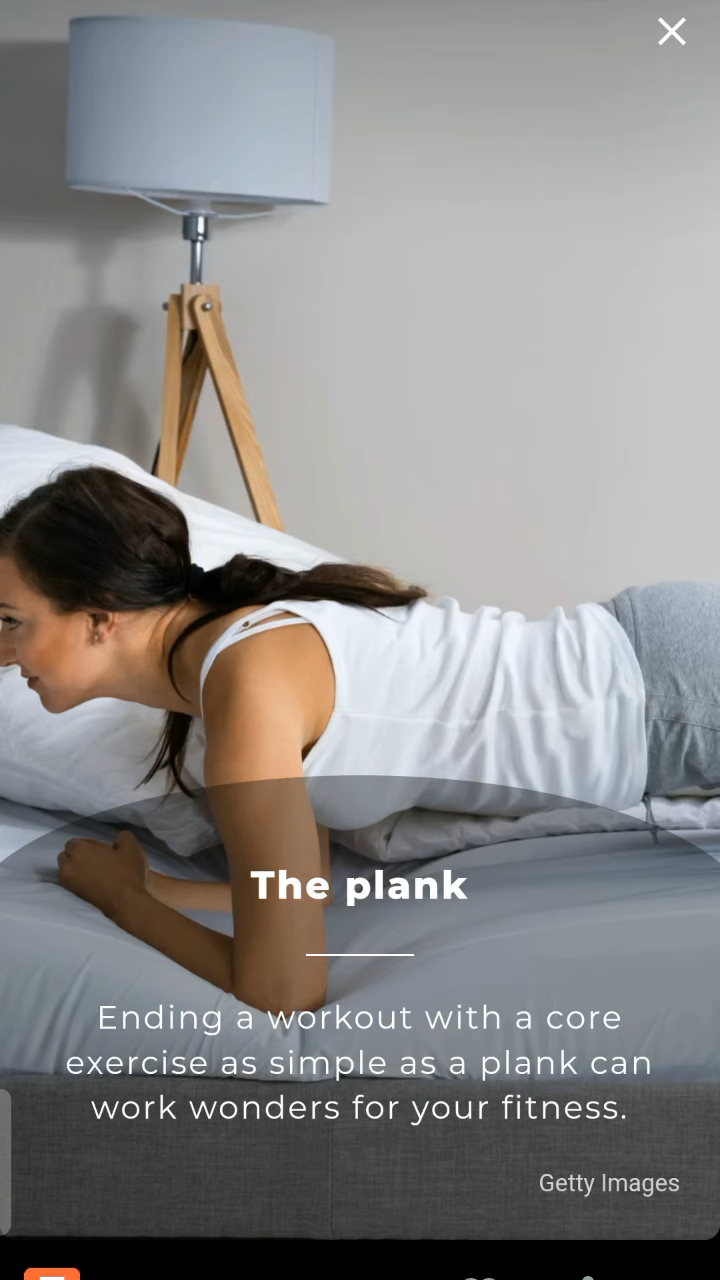 The plank
Ending a workout with a core
exercise as simple as a plank can
work wonders for your fitness.
Getty Images